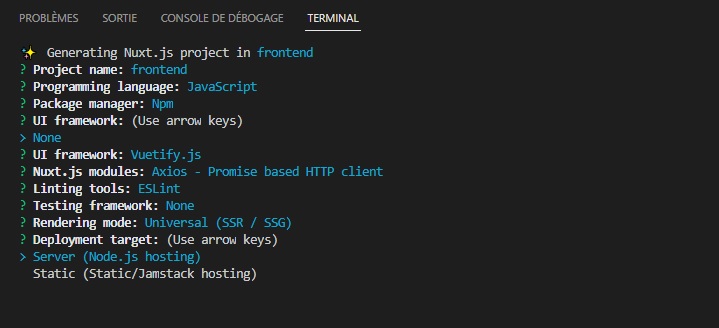 PROBLÈMES SORTIE CONSOLE DE DÉBOGAGE TERMINAL
✨ Generating Nuxt.js project in frontend
? Project name: frontend
? Programming language: JavaScript
? Package manager: Npm
? UI framework: (Use arrow keys)
> None
? UI framework: Vuetify.js
? Nuxt.js modules: Axios - Promise based HTTP client
? Linting tools: ESLint
? Testing framework: None
? Rendering mode: Universal (SSR / SSG)
? Deployment target: (Use arrow keys)
> Server (Node.js hosting)
Static (Static/Jamstack hosting)